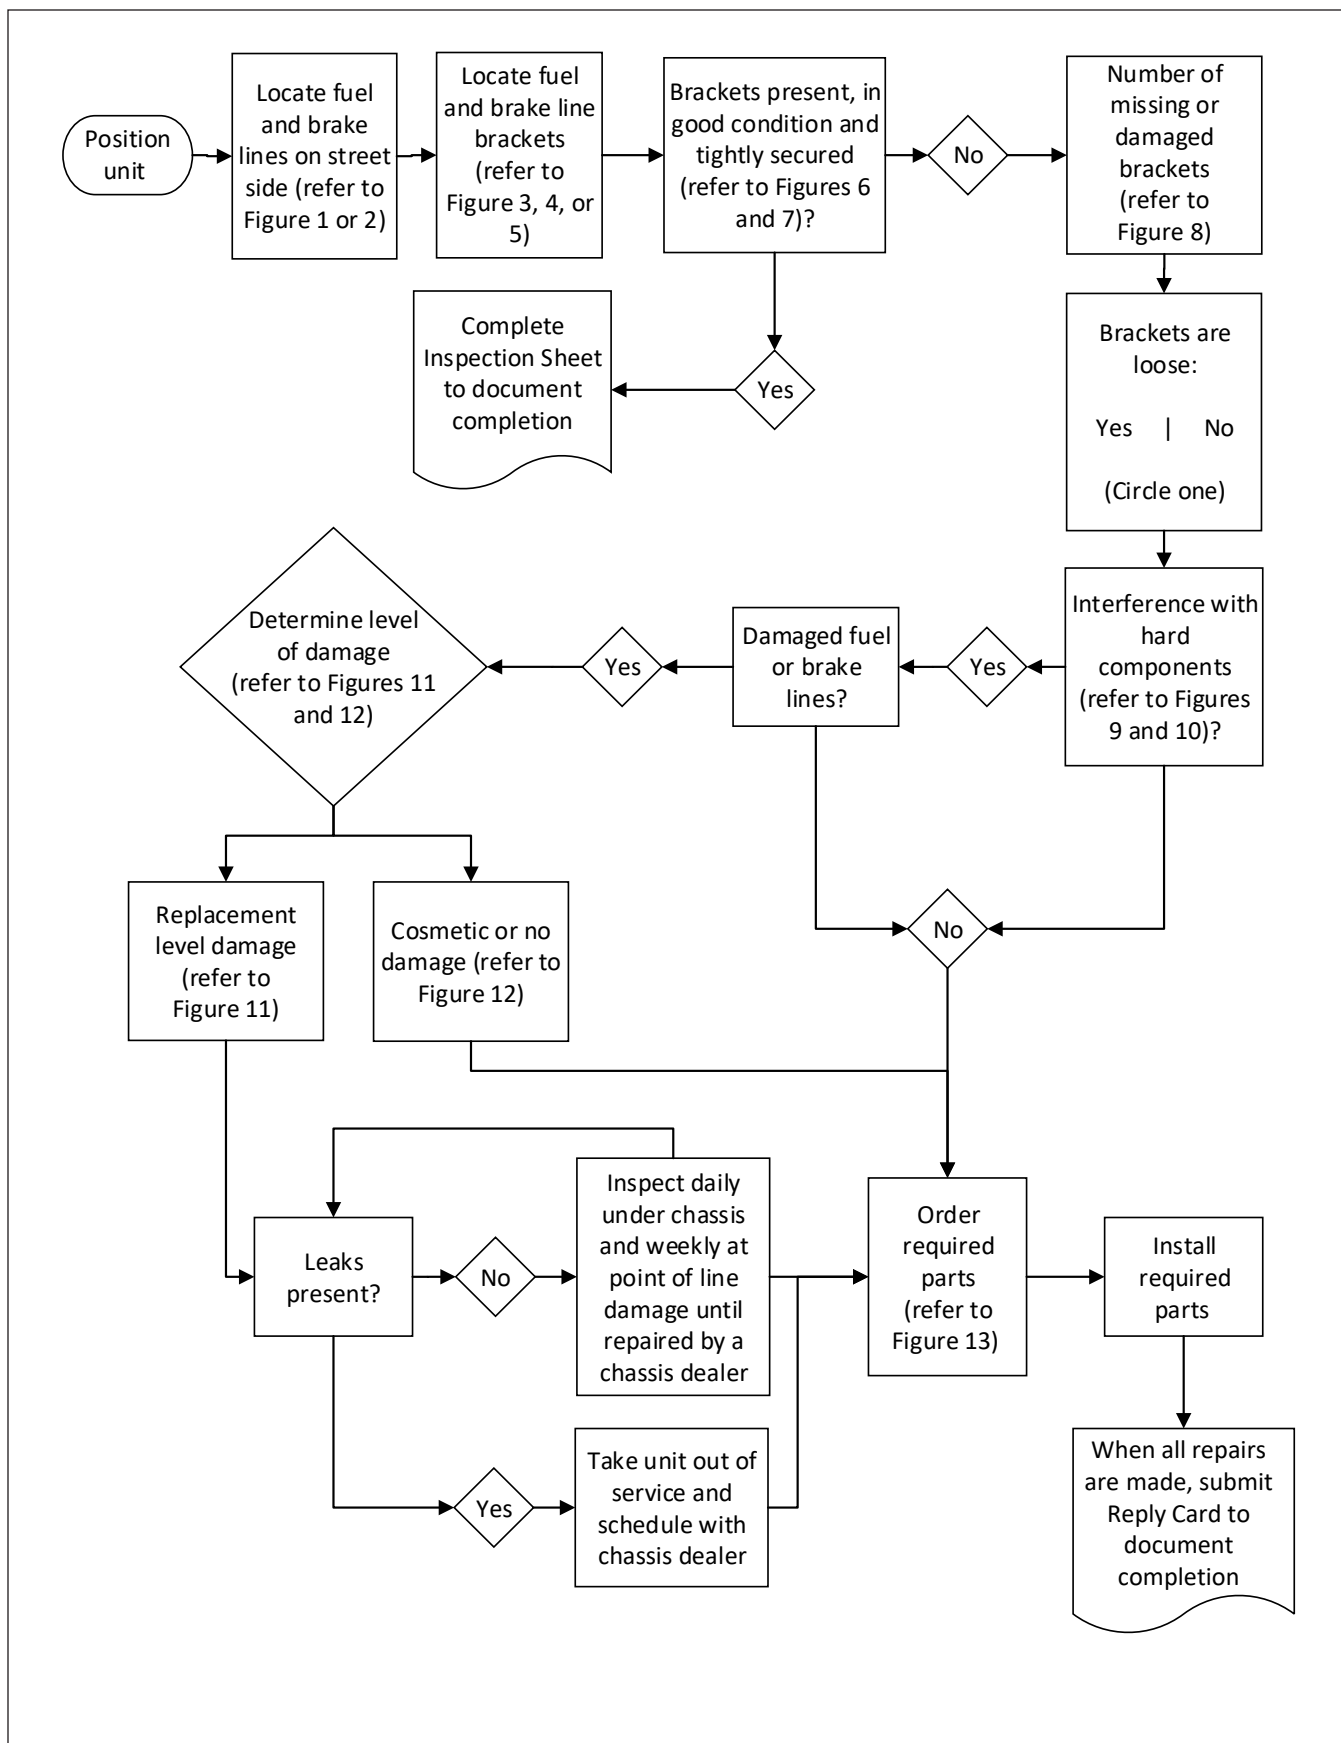 Position
unit
Locate fuel
and brake
lines on street
side (refer to
Figure 1 or 2)
Locate fuel
and brake line
brackets
(refer to
Figure 3, 4, or
5)
Brackets present, in
good condition and
tightly secured
(refer to Figures 6
and 7)?
No
Number of
missing or
damaged
brackets
(refer to
Figure 8)
Complete
Inspection Sheet
to document
completion
Yes
Brackets are
loose:
Yes | No
(Circle one)
Interference with
hard
components
(refer to Figures
9 and 10)?
Yes
Damaged fuel
or brake
lines?
Yes
Determine level
of damage
(refer to Figures 11
and 12)
Replacement
level damage
(refer to
Figure 11)
Cosmetic or no
damage (refer to
Figure 12)
No
Leaks
present?
No
Inspect daily
under chassis
and weekly at
point of line
damage until
repaired by a
chassis dealer
Order
required
parts
(refer to
Figure 13)
Install
required
parts
Yes
Take unit out of
service and
schedule with
chassis dealer
When all repairs
are made, submit
Reply Card to
document
completion